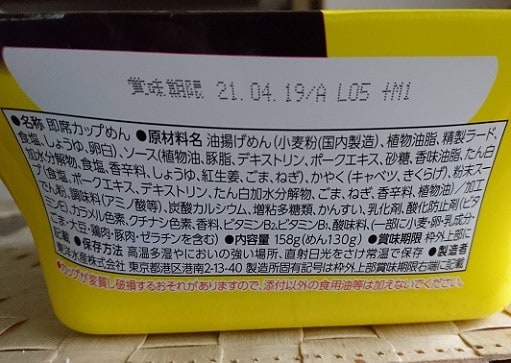 賞味期限 21.04.19/A L05 +M1
●名称 即席カップめん ●原材料名 油揚げめん(小麦粉(国内製造)、植物油脂、精製ラード、
食塩、しょうゆ、卵白)、ソース(植物油、豚脂、デキストリン、ポークエキス、砂糖、香味油脂、たん白
加水分解物、食塩、香辛料、しょうゆ、紅生姜、ごま、ねぎ)、かやく(キャベツ、きくらげ)、粉末スー
プ(食塩、ポークエキス、デキストリン、たん白加水分解物、ごま、ねぎ、香辛料、植物油)/加工
でん粉、調味料(アミノ酸等)、炭酸カルシウム、増粘多糖類、かんすい、乳化剤、酸化防止剤(ビタ
ミンE)、カラメル色素、クチナシ色素、香料、ビタミンB2、ビタミンB1、酸味料、(一部に小麦・卵・乳成分・
ごま・大豆・鶏肉・豚肉・ゼラチンを含む) ●内容量 158g(めん130g) ●賞味期限 枠外上部に
記載 ●保存方法 高温多湿やにおいの強い場所、直射日光をさけ常温で保存 ●製造者
東洋水産株式会社 東京都港区港南2-13-40 製造所固有記号は枠外上部賞味期限右端に記載
●カップが変質し破損するおそれがありますので、添付以外の食用油等は加えないでください。